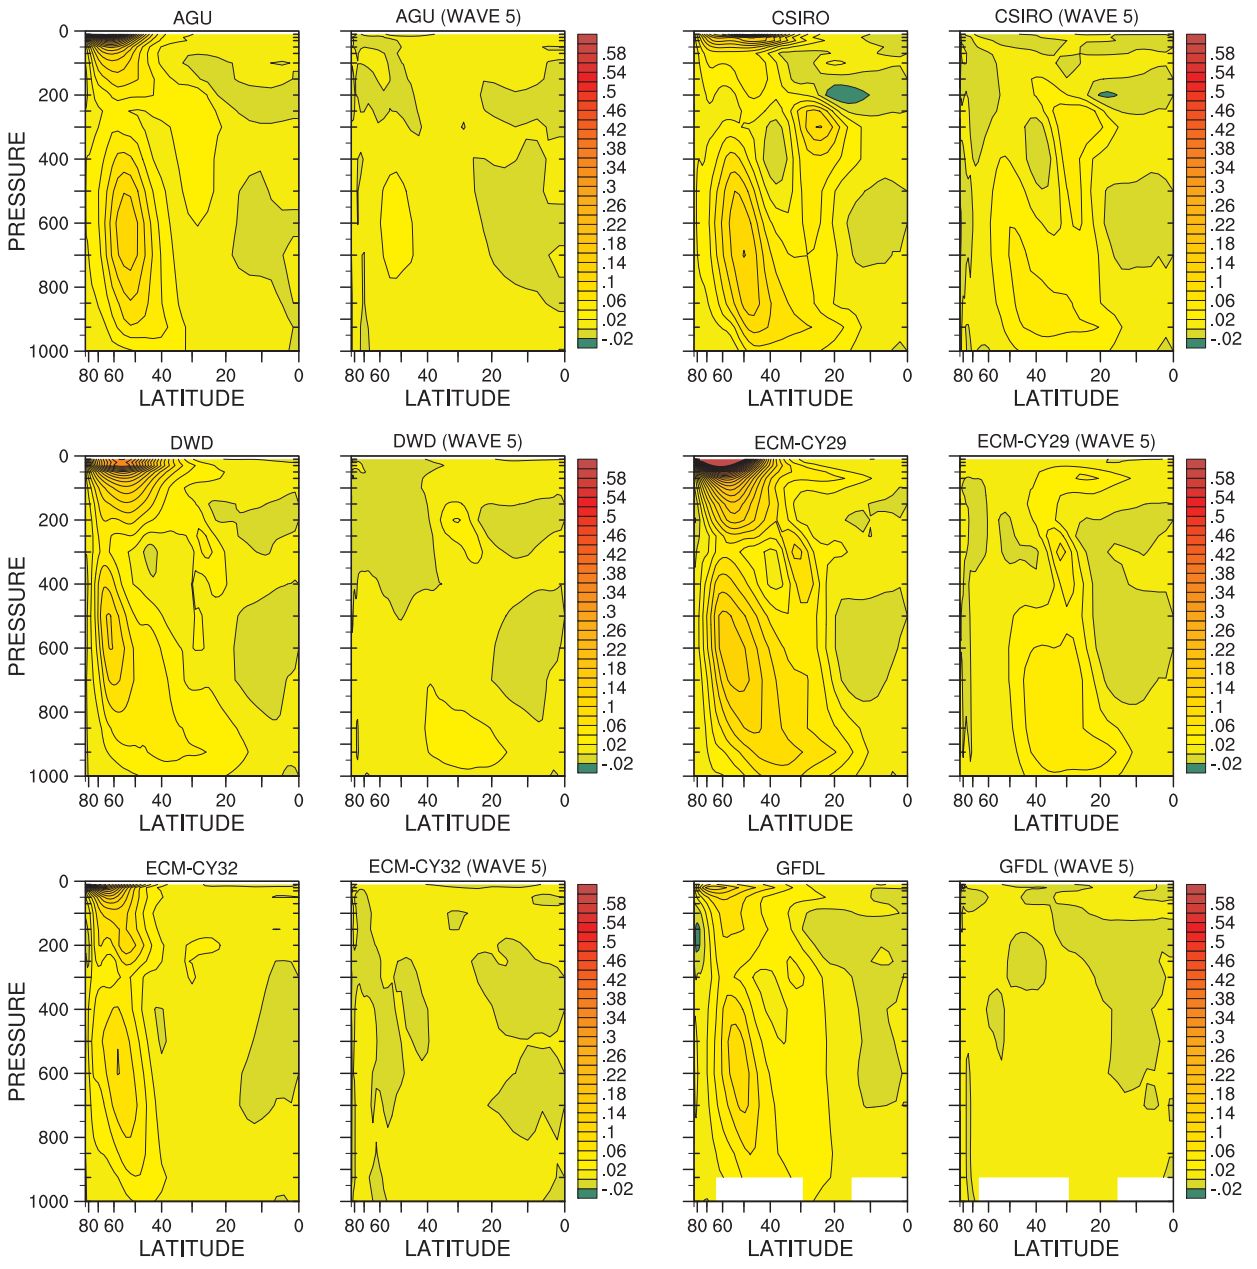 AGU
AGU (WAVE 5)
CSIRO
CSIRO (WAVE 5)
PRESSURE
0
200
400
600
800
1000
80 60 40 20 0
LATITUDE
80 60 40 20 0
LATITUDE
.58
.54
.5
.46
.42
.38
.34
.3
.26
.22
.18
.14
.1
.06
.02
-.02
80 60 40 20 0
LATITUDE
80 60 40 20 0
LATITUDE
.58
.54
.5
.46
.42
.38
.34
.3
.26
.22
.18
.14
.1
.06
.02
-.02
DWD
DWD (WAVE 5)
ECM-CY29
ECM-CY29 (WAVE 5)
PRESSURE
0
200
400
600
800
1000
80 60 40 20 0
LATITUDE
80 60 40 20 0
LATITUDE
.58
.54
.5
.46
.42
.38
.34
.3
.26
.22
.18
.14
.1
.06
.02
-.02
80 60 40 20 0
LATITUDE
80 60 40 20 0
LATITUDE
.58
.54
.5
.46
.42
.38
.34
.3
.26
.22
.18
.14
.1
.06
.02
-.02
ECM-CY32
ECM-CY32 (WAVE 5)
GFDL
GFDL (WAVE 5)
PRESSURE
0
200
400
600
800
1000
80 60 40 20 0
LATITUDE
80 60 40 20 0
LATITUDE
.58
.54
.5
.46
.42
.38
.34
.3
.26
.22
.18
.14
.1
.06
.02
-.02
80 60 40 20 0
LATITUDE
80 60 40 20 0
LATITUDE
.58
.54
.5
.46
.42
.38
.34
.3
.26
.22
.18
.14
.1
.06
.02
-.02